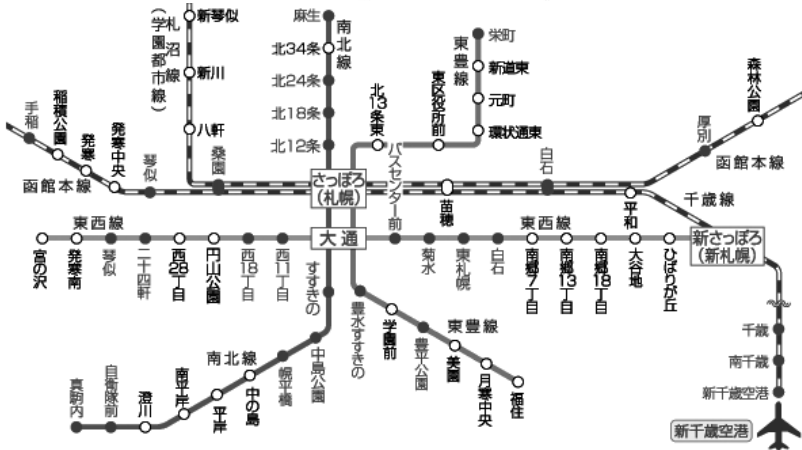 新琴似
札沼線
(学園都市線)
新川
八軒
桑園
麻生
南北線
北34条
北24条
北18条
北12条
栄町
東豊線
新道東
元町
環状通東
東区役所前
北13条東
バスセンター前
森林公園
厚別
函館本線
手稲
稲積公園
発寒
発寒中央
琴似
函館本線
さっぽろ
(札幌)
苗穂
白石
平和
千歳線
東西線
大通
東西線
新さっぽろ
(新札幌)
宮の沢
発寒南
琴似
二十四軒
西28丁目
円山公園
西18丁目
西11丁目
すすきの
菊水
東札幌
白石
南郷7丁目
南郷13丁目
南郷18丁目
大谷地
ひばりが丘
豊水すすきの
学園前
東豊線
豊平公園
美園
月寒中央
福住
千歳
南千歳
新千歳空港
新千歳空港
南北線
中島公園
幌平橋
中の島
平岸
南平岸
澄川
自衛隊前
真駒内